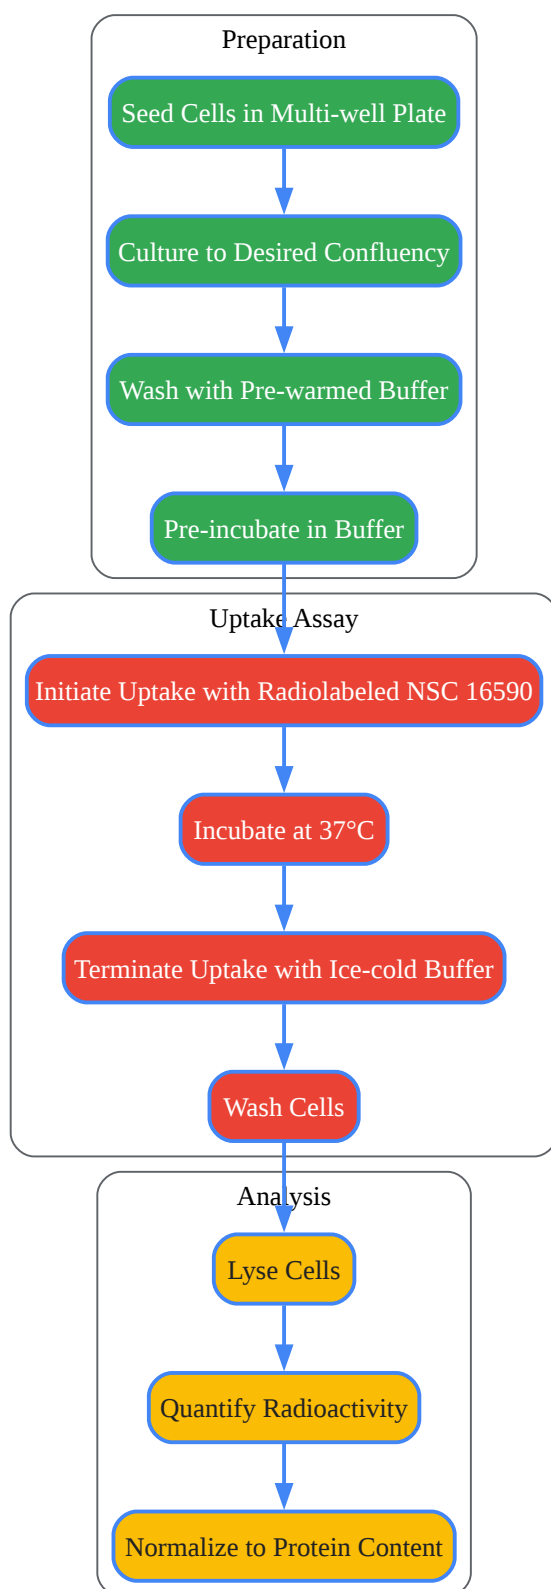 Preparation
Seed Cells in Multi-well Plate
Culture to Desired Confluency
Wash with Pre-warmed Buffer
Pre-incubate in Buffer
Uptake Assay
Initiate Uptake with Radiolabeled NSC 16590
Incubate at 37°C
Terminate Uptake with Ice-cold Buffer
Wash Cells
Analysis
Lyse Cells
Quantify Radioactivity
Normalize to Protein Content